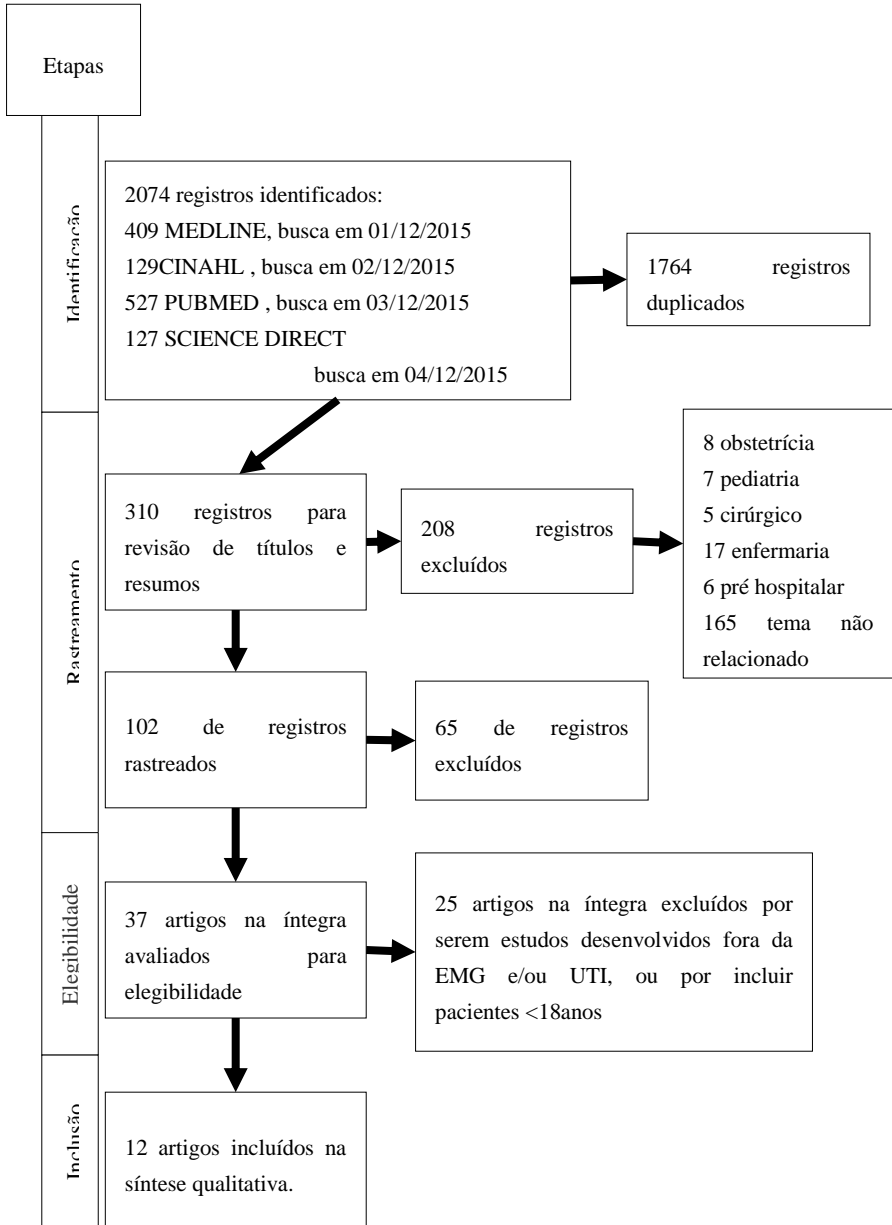 Etapas
Identificação
2074 registros identificados:
409 MEDLINE, busca em 01/12/2015
129CINAHL , busca em 02/12/2015
527 PUBMED , busca em 03/12/2015
127 SCIENCE DIRECT
busca em 04/12/2015
1764 registros
duplicados
Rastreamento
310 registros para
revisão de títulos e
resumos
208 registros
excluídos
8 obstetrícia
7 pediatria
5 cirúrgico
17 enfermaria
6 pré hospitalar
165 tema não
relacionado
102 de registros
rastreados
65 de registros
excluídos
Elegibilidade
37 artigos na íntegra
avaliados para
elegibilidade
25 artigos na íntegra excluídos por
serem estudos desenvolvidos fora da
EMG e/ou UTI, ou por incluir
pacientes <18anos
Inclusão
12 artigos incluídos na
síntese qualitativa.